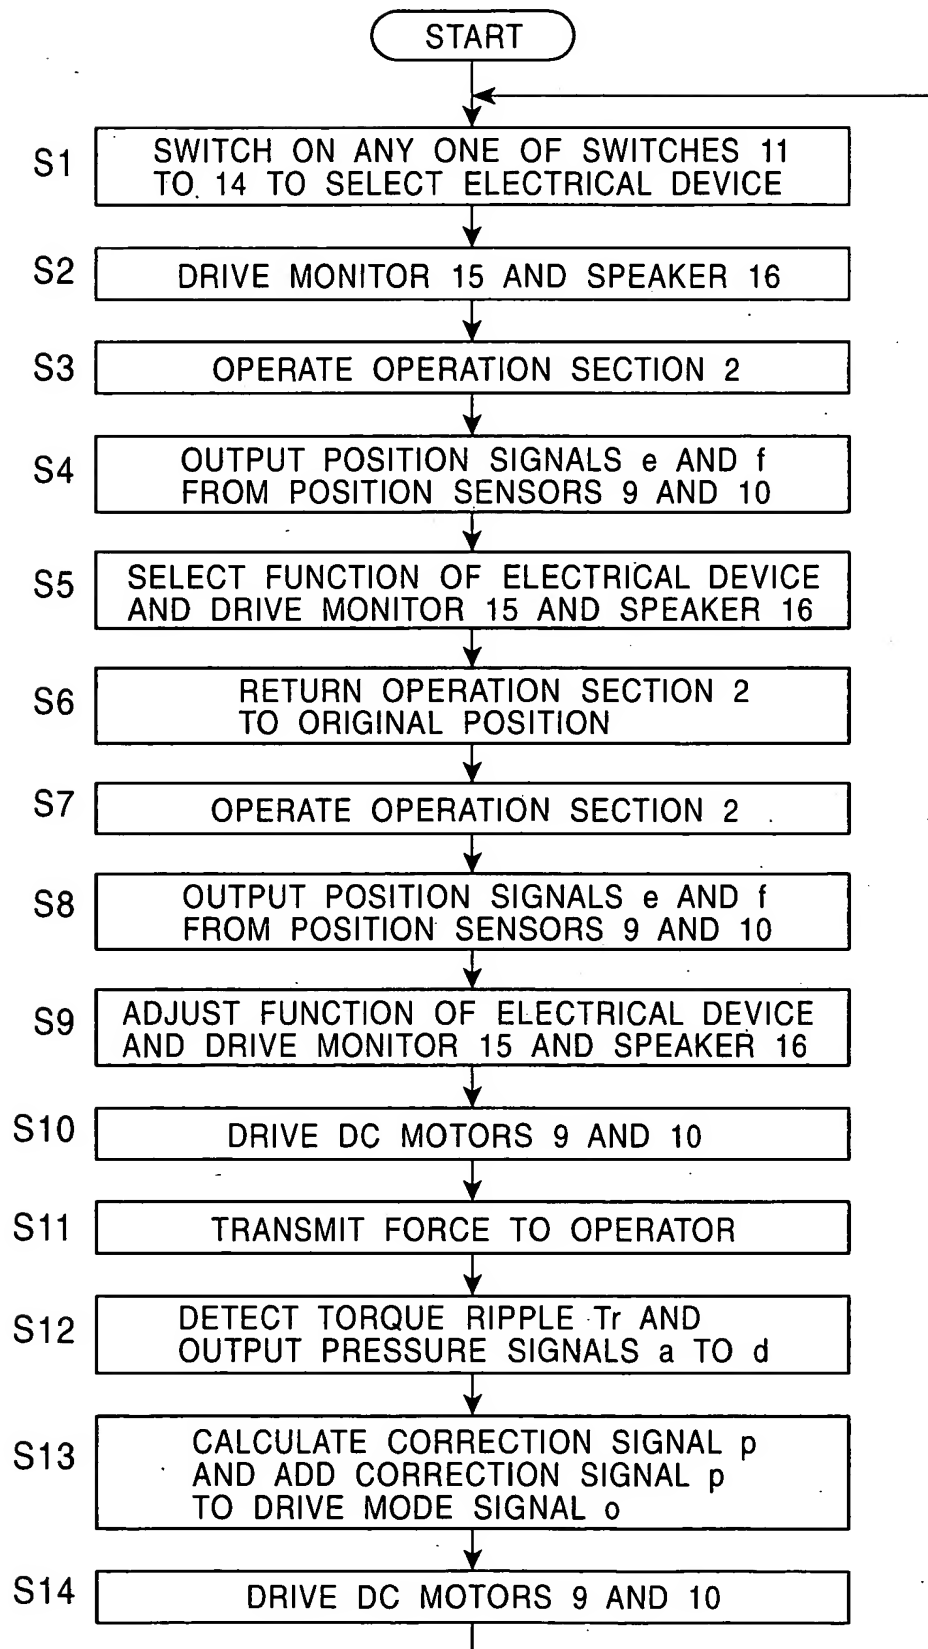 START
S1
SWITCH ON ANY ONE OF SWITCHES 11
TO 14 TO SELECT ELECTRICAL DEVICE
S2
DRIVE MONITOR 15 AND SPEAKER 16
S3
OPERATE OPERATION SECTION 2
S4
OUTPUT POSITION SIGNALS e AND f
FROM POSITION SENSORS 9 AND 10
S5
SELECT FUNCTION OF ELECTRICAL DEVICE
AND DRIVE MONITOR 15 AND SPEAKER 16
S6
RETURN OPERATION SECTION 2
TO ORIGINAL POSITION
S7
OPERATE OPERATION SECTION 2
S8
OUTPUT POSITION SIGNALS e AND f
FROM POSITION SENSORS 9 AND 10
S9
ADJUST FUNCTION OF ELECTRICAL DEVICE
AND DRIVE MONITOR 15 AND SPEAKER 16
S10
DRIVE DC MOTORS 9 AND 10
S11
TRANSMIT FORCE TO OPERATOR
S12
DETECT TORQUE RIPPLE Tr AND
OUTPUT PRESSURE SIGNALS a TO d
S13
CALCULATE CORRECTION SIGNAL p
AND ADD CORRECTION SIGNAL p
TO DRIVE MODE SIGNAL o
S14
DRIVE DC MOTORS 9 AND 10